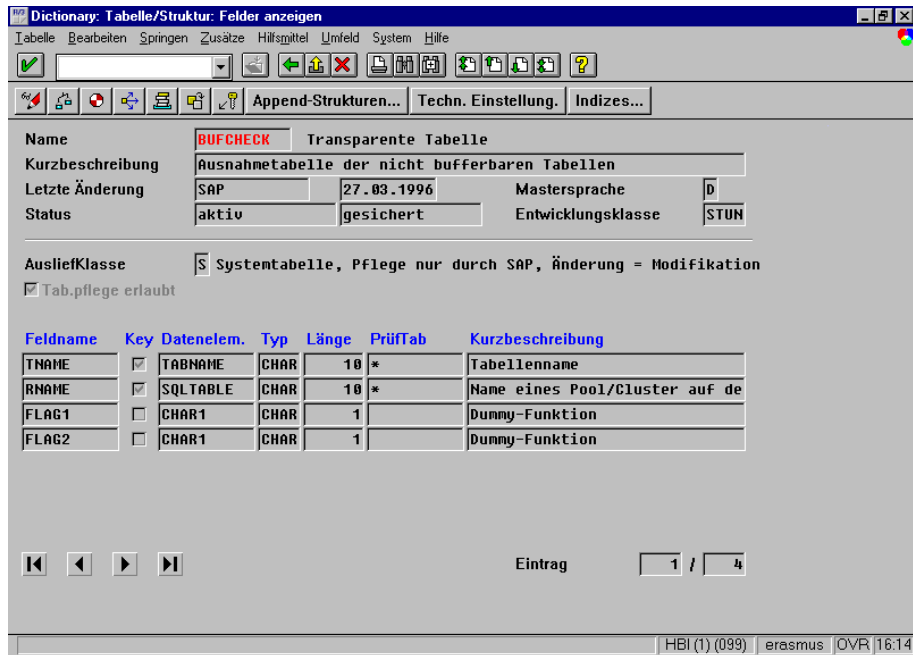 Dictionary: Tabelle/Struktur: Felder anzeigen
Tabelle Bearbeiten Springen Zusätze Hilfsmittel Umfeld System Hilfe
Append-Strukturen... Techn. Einstellung. Indizes...
Name BUFCHECK Transparente Tabelle
Kurzbeschreibung Ausnahmetabelle der nicht bufferbaren Tabellen
Letzte Änderung SAP 27.03.1996 Mastersprache D
Status aktiv gesichert Entwicklungsklasse STUN
AusliefKlasse S Systemtabelle, Pflege nur durch SAP, Änderung = Modifikation
Tab.pflege erlaubt
Feldname Key Datenelem. Typ Länge PrüfTab Kurzbeschreibung
TNAME TABNAME CHAR 10 * Tabellenname
RNAME SQLTABLE CHAR 10 * Name eines Pool/Cluster auf de
FLAG1 CHAR1 CHAR 1 Dummy-Funktion
FLAG2 CHAR1 CHAR 1 Dummy-Funktion
Eintrag 1 / 4
HBI (1) (099) erasmus OVR 16:14